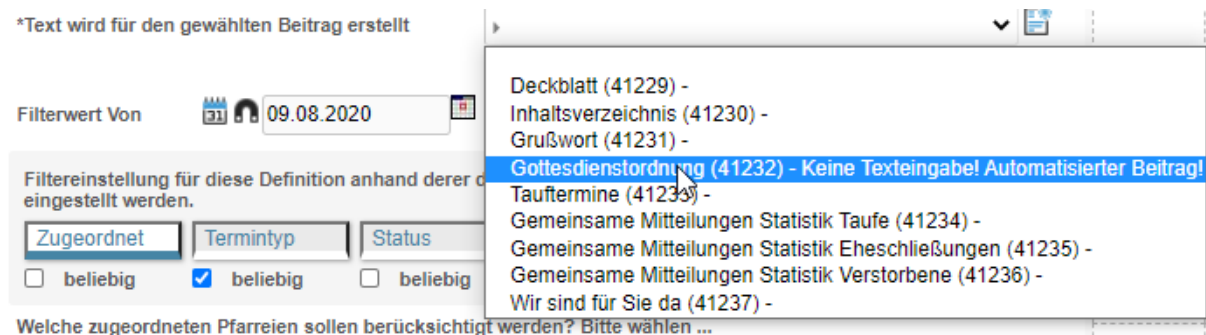 *Text wird für den gewählten Beitrag erstellt
Deckblatt (41229) -
Inhaltsverzeichnis (41230) -
Grußwort (41231) -
Gottesdienstordnung (41232) - Keine Texteingabe! Automatisierter Beitrag!
Tauftermine (41233) -
Gemeinsame Mitteilungen Statistik Taufe (41234) -
Gemeinsame Mitteilungen Statistik Eheschließungen (41235) -
Gemeinsame Mitteilungen Statistik Verstorbene (41236) -
Wir sind für Sie da (41237) -
Filterwert Von 31 09.08.2020
Filtereinstellung für diese Definition anhand derer
eingestellt werden.
Zugeordnet Termintyp Status
beliebig beliebig beliebig
Welche zugeordneten Pfarreien sollen berücksichtigt werden? Bitte wählen ...